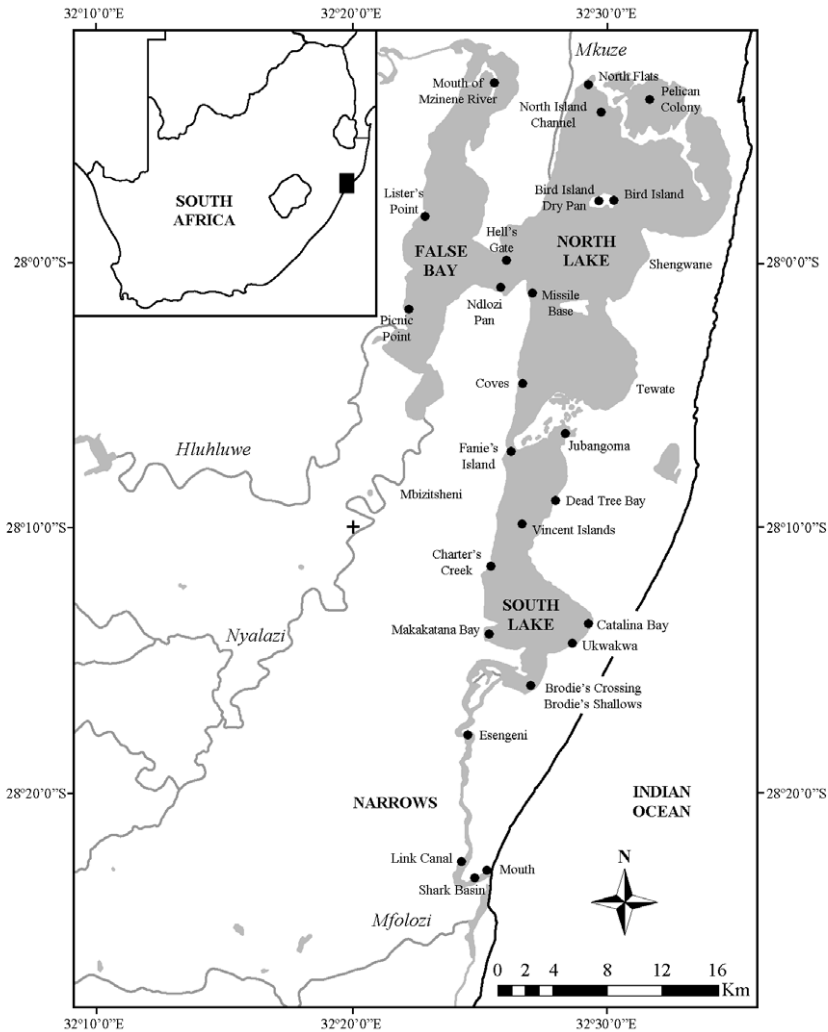 32°10'0"E
32°20'0"E
32°30'0"E
Mkuze
North Flats
Mouth of
Mzinene River
Pelican
Colony
North Island
Channel
SOUTH
AFRICA
Lister's
Point
Bird Island
Dry Pan
Bird Island
Hell's
Gate
FALSE
BAY
NORTH
LAKE
28°0'0"S
28°0'0"S
Shengwane
Ndlozi
Pan
Missile
Base
Picnic
Point
Coves
Tewate
Hluhluwe
Fanie's
Island
Jubangoma
Mbizitsheni
Dead Tree Bay
28°10'0"S
28°10'0"S
Vincent Islands
Charter's
Creek
SOUTH
LAKE
Nyalazi
Makakatana Bay
Catalina Bay
Ukwakwa
Brodie's Crossing
Brodie's Shallows
Esengeni
28°20'0"S
28°20'0"S
NARROWS
INDIAN
OCEAN
Link Canal
Mouth
Shark Basin
N
Mfolozi
0 2 4 8 12 16
Km
32°10'0"E
32°20'0"E
32°30'0"E